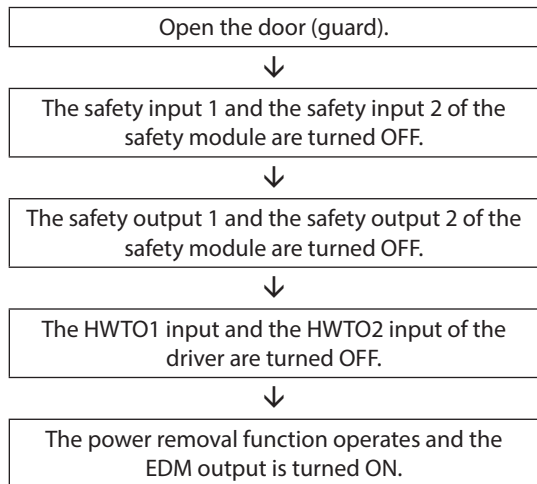 Open the door (guard).
↓
The safety input 1 and the safety input 2 of the
safety module are turned OFF.
↓
The safety output 1 and the safety output 2 of the
safety module are turned OFF.
↓
The HWTO1 input and the HWTO2 input of the
driver are turned OFF.
↓
The power removal function operates and the
EDM output is turned ON.